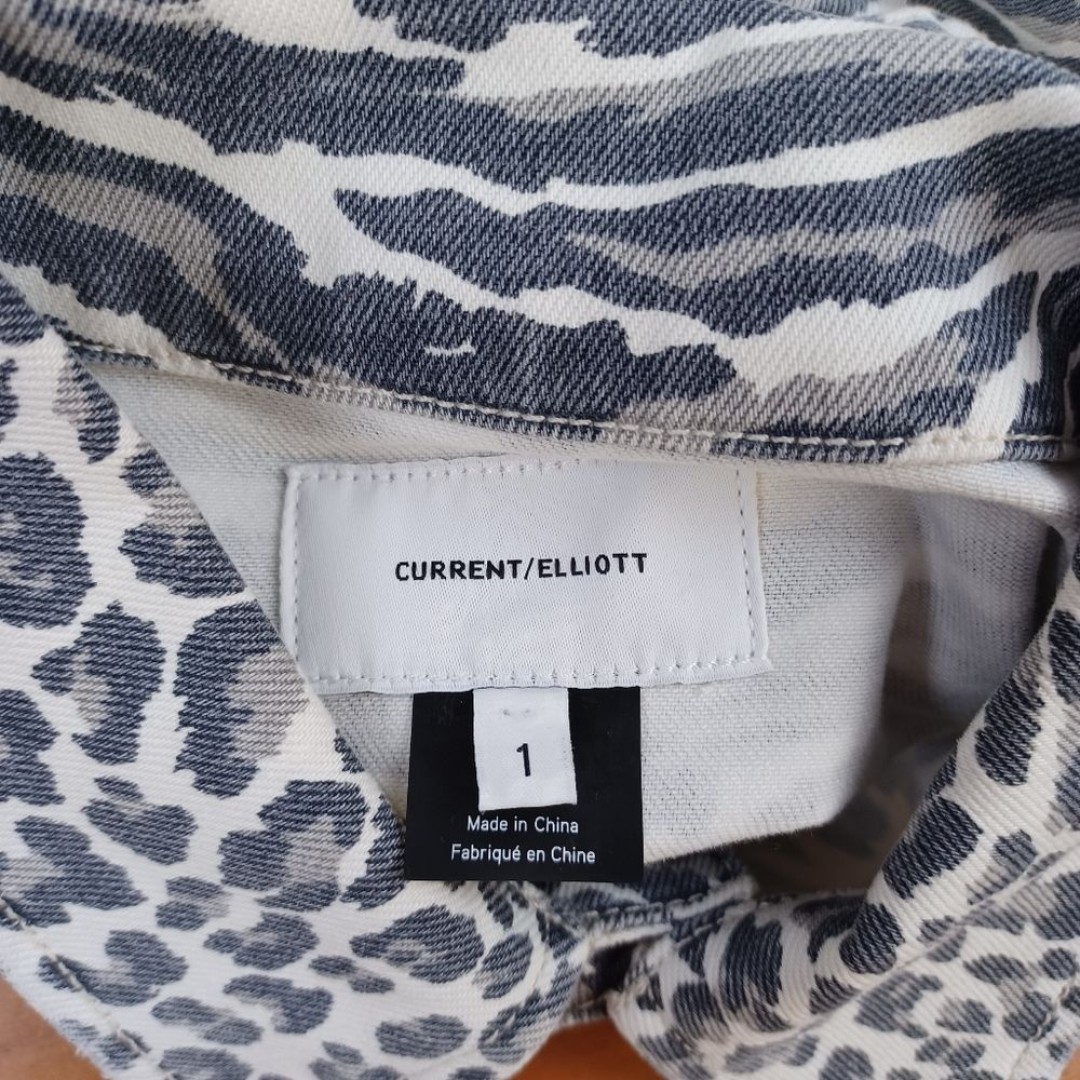 CURRENT/ELLIOTT
1
Made in China
Fabriqué en Chine